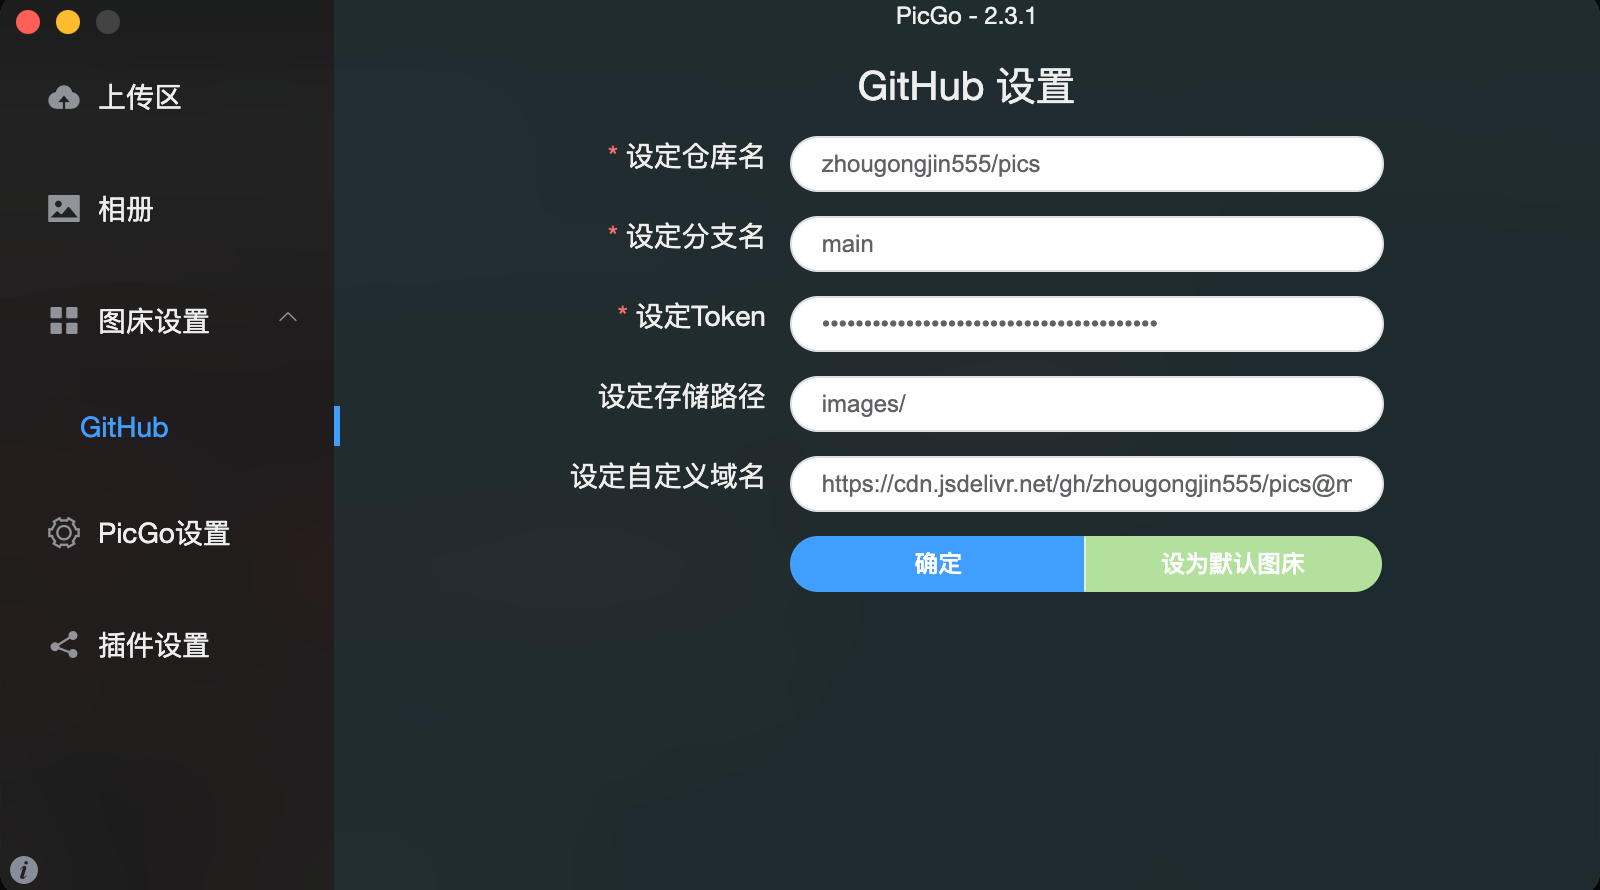 PicGo - 2.3.1
上传区
相册
图床设置
GitHub
PicGo设置
插件设置
GitHub 设置
* 设定仓库名
zhougongjin555/pics
* 设定分支名
main
* 设定Token
••••••••••••••••••••••••••••••••••••••••
设定存储路径
images/
设定自定义域名
https://cdn.jsdelivr.net/gh/zhougongjin555/pics@m
确定
设为默认图床